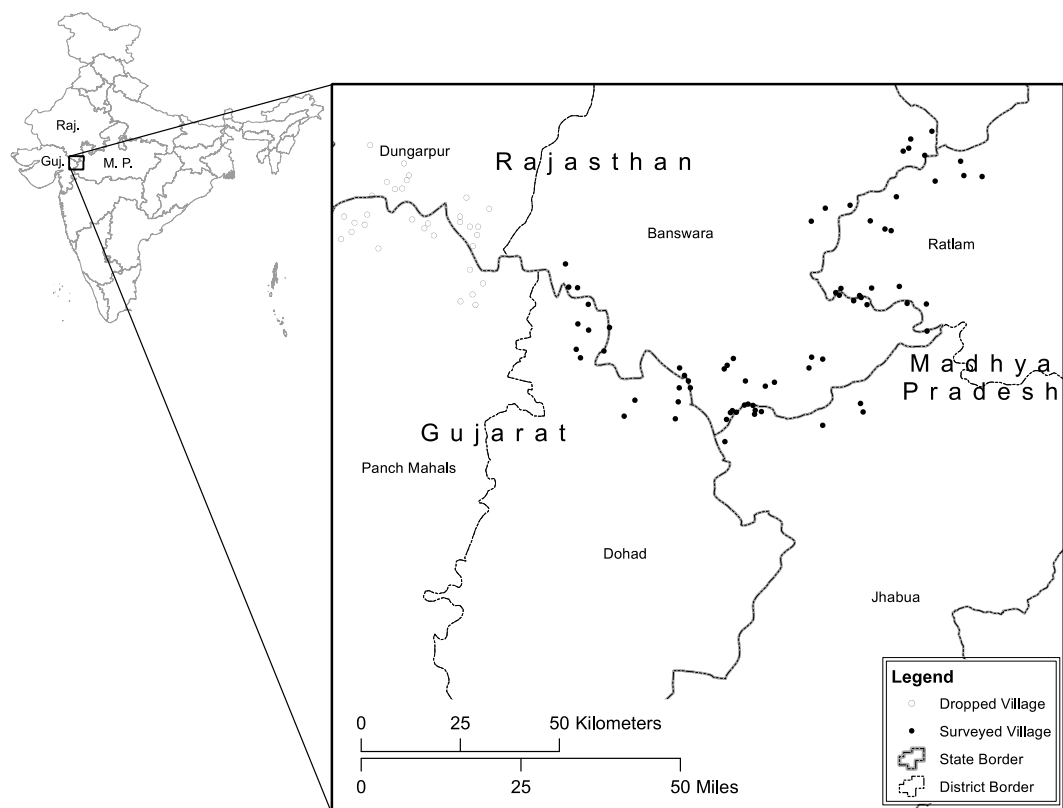 Raj.
Guj.
M. P.
Dungarpur
Rajasthan
Banswara
Ratlam
Madhya
Pradesh
Gujarat
Panch Mahals
Dohad
Jhabua
0 25 50 Kilometers
0 25 50 Miles
Legend
Dropped Village
Surveyed Village
State Border
District Border